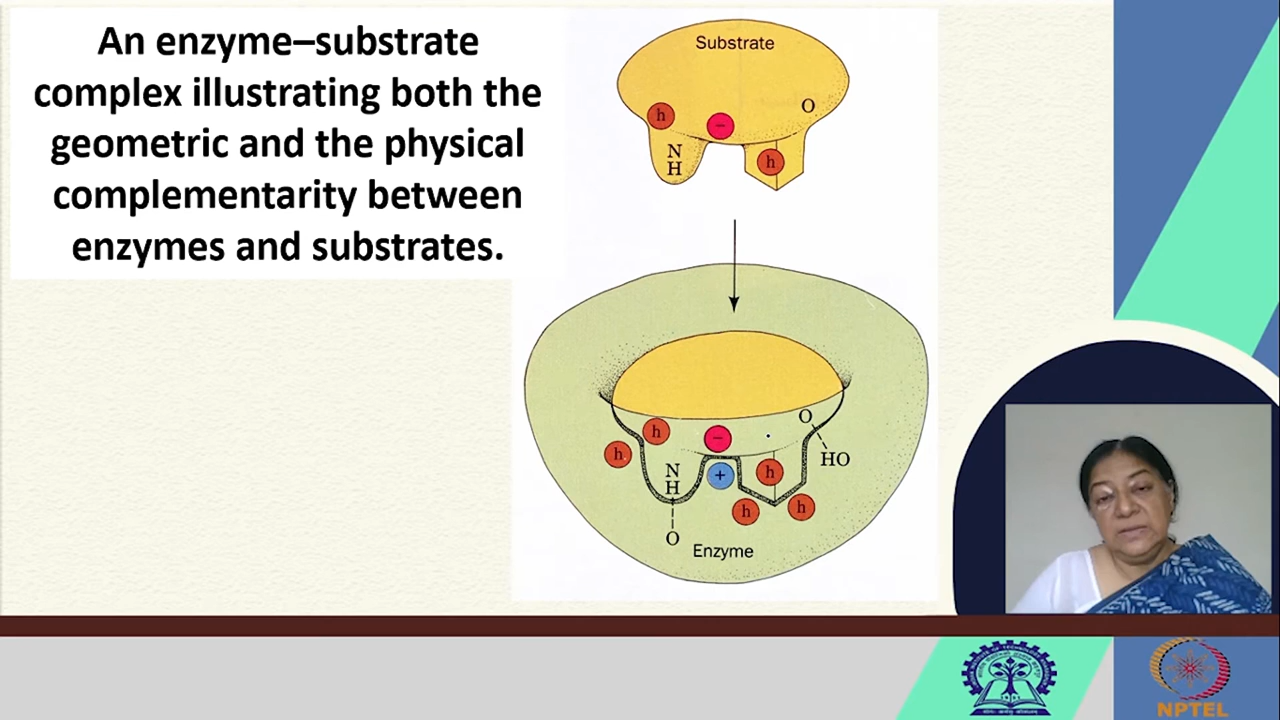 An enzyme–substrate
complex illustrating both the
geometric and the physical
complementarity between
enzymes and substrates.
Substrate
h
−
O
N
H
h
h
h
−
O
HO
N
H
+
h
h
h
O
Enzyme
NPTEL